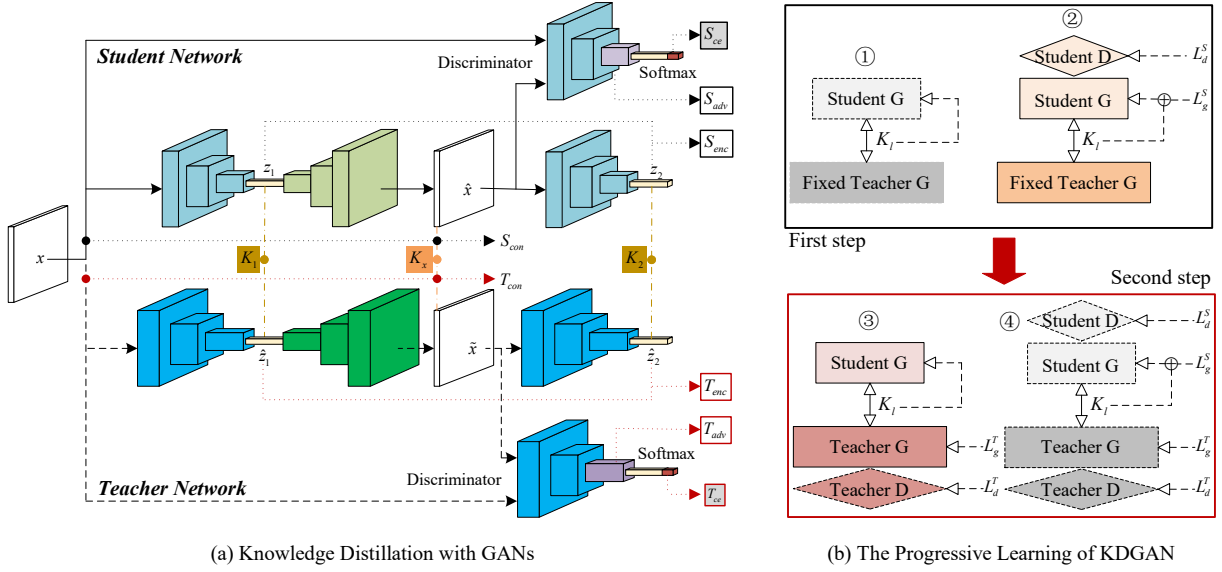 Student Network
Discriminator
Softmax
S_ce
S_adv
S_enc
z_1
x̂
z_2
x
S_con
K_1
K_x
K_2
T_con
ẑ_1
x̃
ẑ_2
T_enc
T_adv
Softmax
Discriminator
T_ce
Teacher Network
(a) Knowledge Distillation with GANs
①
②
Student D
L_d^S
Student G
Student G
L_g^S
K_l
K_l
Fixed Teacher G
Fixed Teacher G
First step
Second step
③
④
Student D
L_d^S
Student G
Student G
L_g^S
K_l
K_l
Teacher G
L_g^T
Teacher G
L_g^T
Teacher D
L_d^T
Teacher D
L_d^T
(b) The Progressive Learning of KDGAN